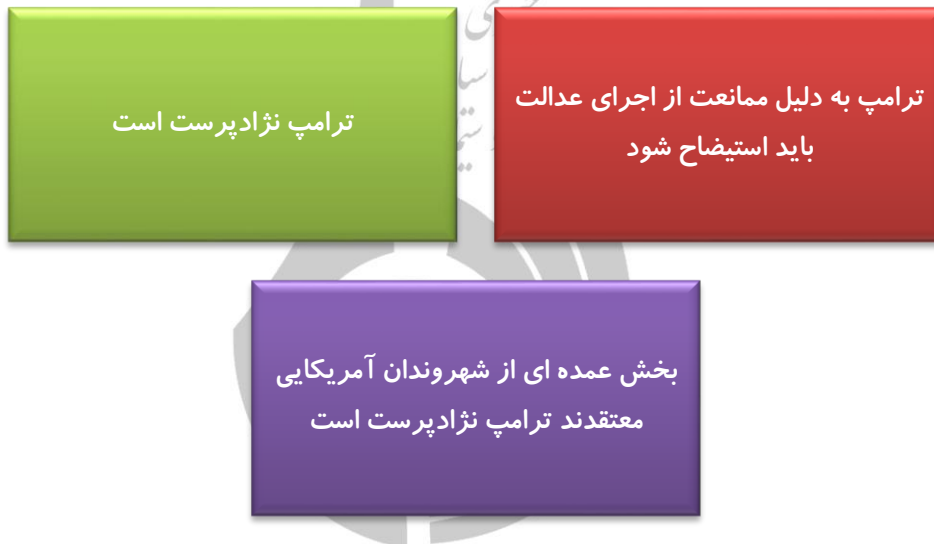 ترامپ به دلیل ممانعت از اجرای عدالت
باید استیضاح شود
ترامپ نژادپرست است
بخش عمده ای از شهروندان آمریکایی
معتقدند ترامپ نژادپرست است